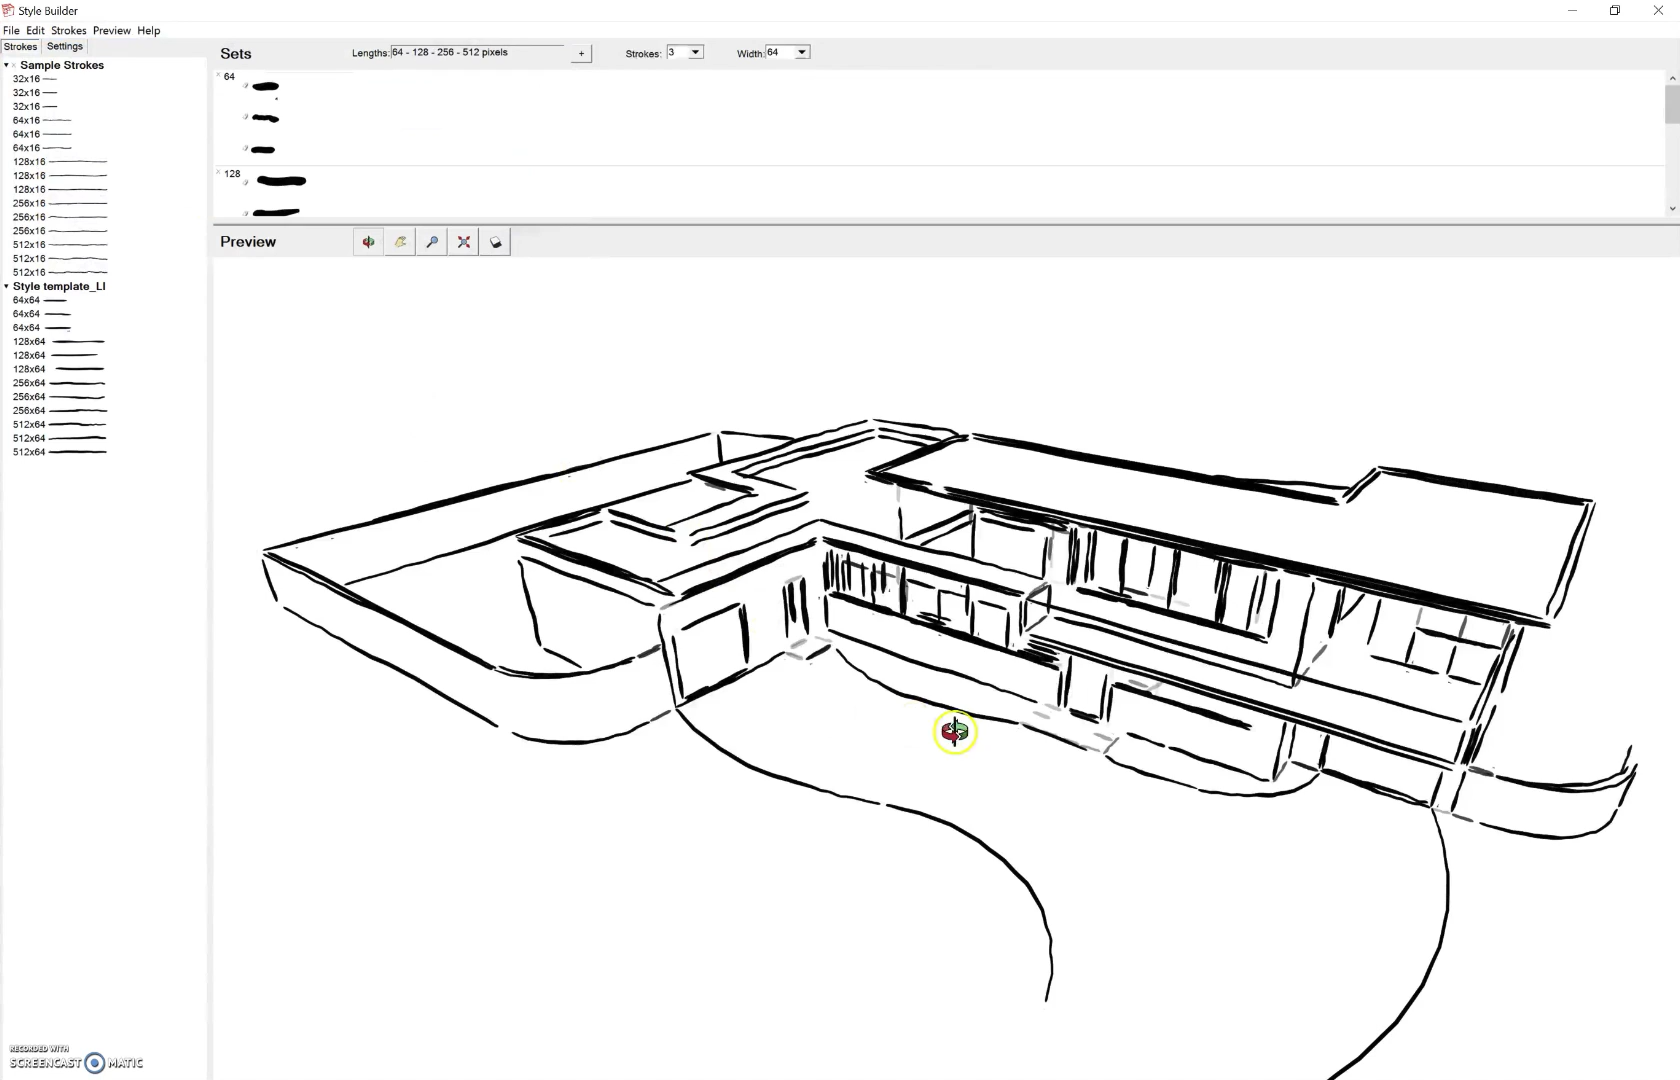 Style Builder
File Edit Strokes Preview Help
Strokes Settings
Sample Strokes
32x16
32x16
32x16
64x16
64x16
64x16
128x16
128x16
128x16
256x16
256x16
256x16
512x16
512x16
512x16
Style template_LI
64x64
64x64
64x64
128x64
128x64
128x64
256x64
256x64
256x64
512x64
512x64
512x64
Sets Lengths: 64 - 128 - 256 - 512 pixels + Strokes: 3 Width: 64
64
128
Preview
RECORDED WITH
SCREENCAST MATIC